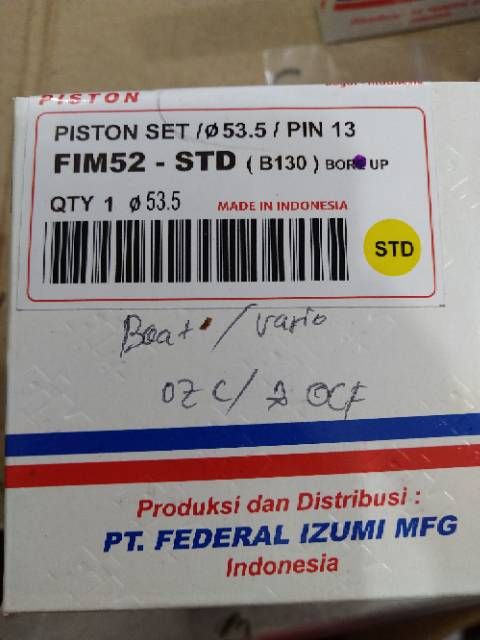 PISTON
PISTON SET / Ø 53.5 / PIN 13
FIM52 - STD ( B130 ) BORE UP
QTY 1 Ø 53.5
MADE IN INDONESIA
STD
Beat / Vario
Produksi dan Distribusi :
PT. FEDERAL IZUMI MFG
Indonesia